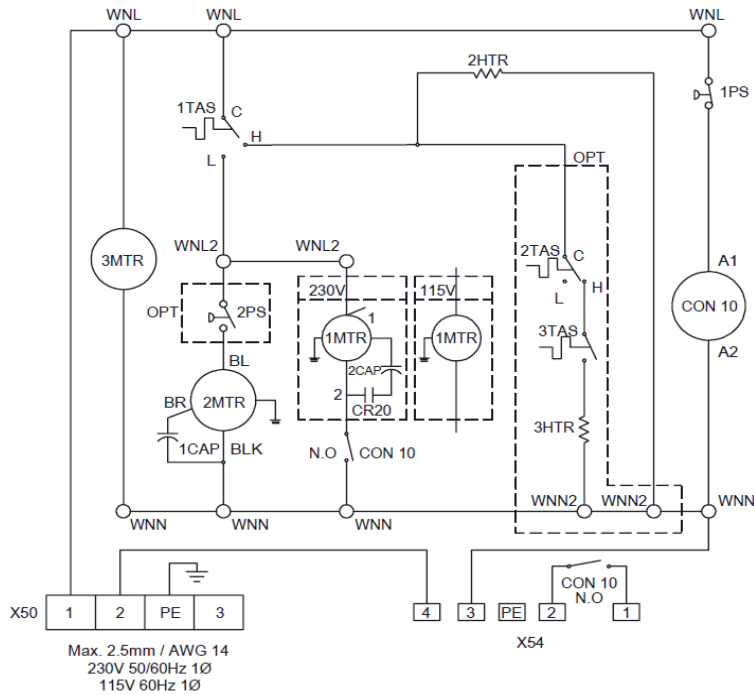 WNL WNL WNL
2HTR
1PS
1TAS C
H
L
OPT
WNL2 WNL2
2TAS C
L H
A1
3MTR
CON 10
A2
230V 115V
OPT 2PS
1
1MTR 1MTR
3TAS
BL
2CAP
BR 2MTR
2
CR20
3HTR
1CAP BLK
N.O CON 10
WNN2 WNN2 WNN
WNN WNN WNN
CON 10
N.O
X50 1 2 PE 3
4 3 PE 2 1
X54
Max. 2.5mm / AWG 14
230V 50/60Hz 1Ø
115V 60Hz 1Ø